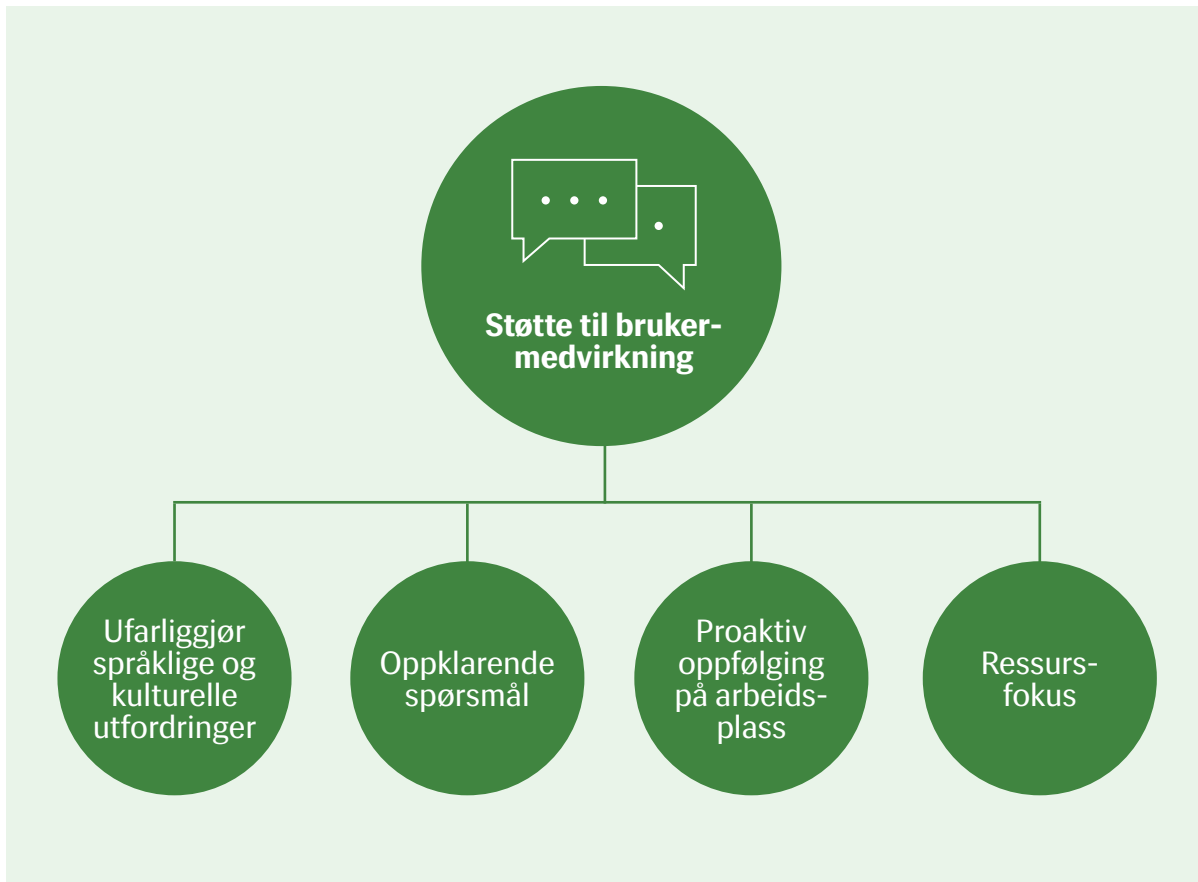 Støtte til bruker-
medvirkning
Ufarliggjør
språklige og
kulturelle
utfordringer
Oppklarende
spørsmål
Proaktiv
oppfølging
på arbeids-
plass
Ressurs-
fokus